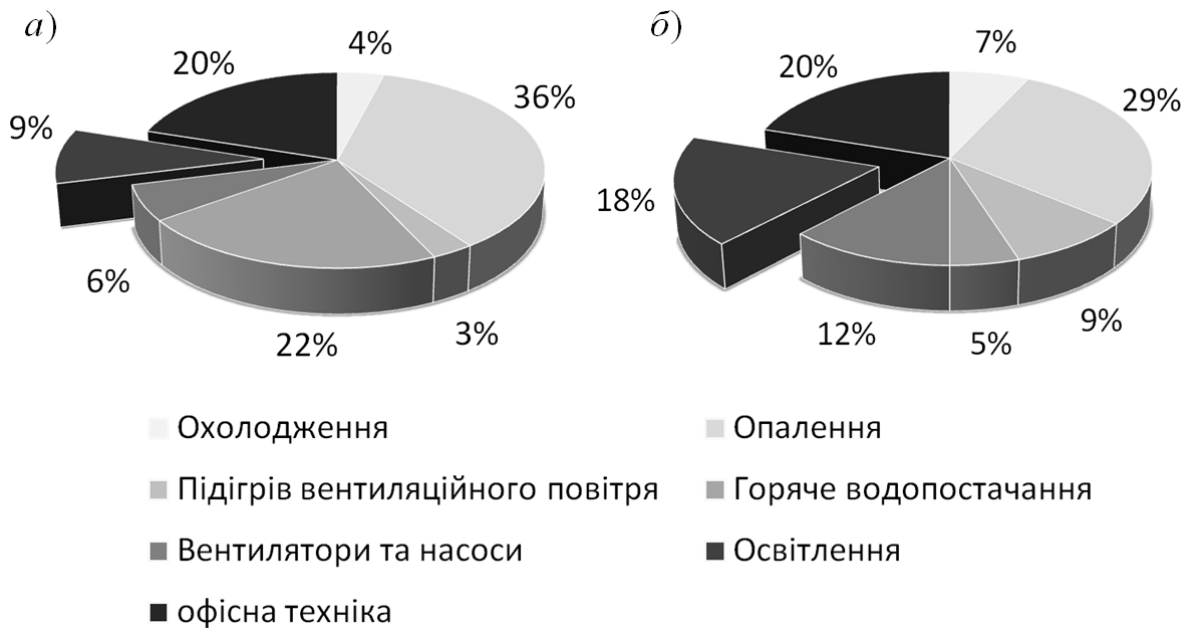 а)
4%
36%
3%
22%
6%
9%
20%
б)
7%
29%
9%
5%
12%
18%
20%
Охолодження
Опалення
Підігрів вентиляційного повітря
Горяче водопостачання
Вентилятори та насоси
Освітлення
офісна техніка